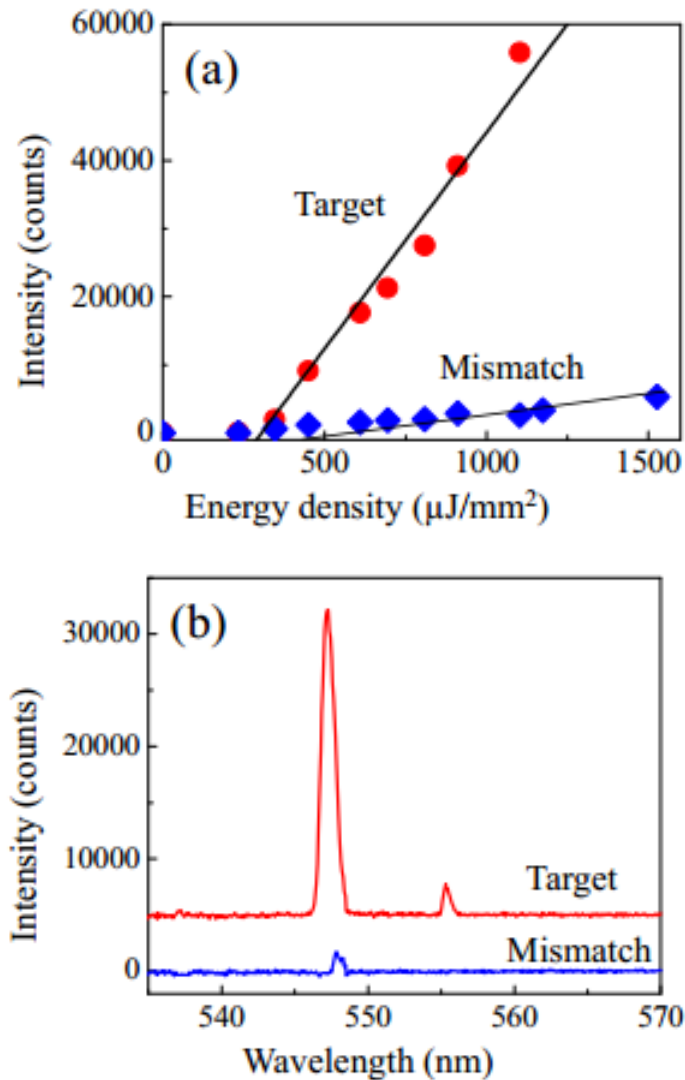 60000
(a)
40000
Target
Intensity (counts)
20000
Mismatch
0
0 500 1000 1500
Energy density (µJ/mm²)
30000
(b)
20000
Intensity (counts)
10000
Target
Mismatch
0
540 550 560 570
Wavelength (nm)